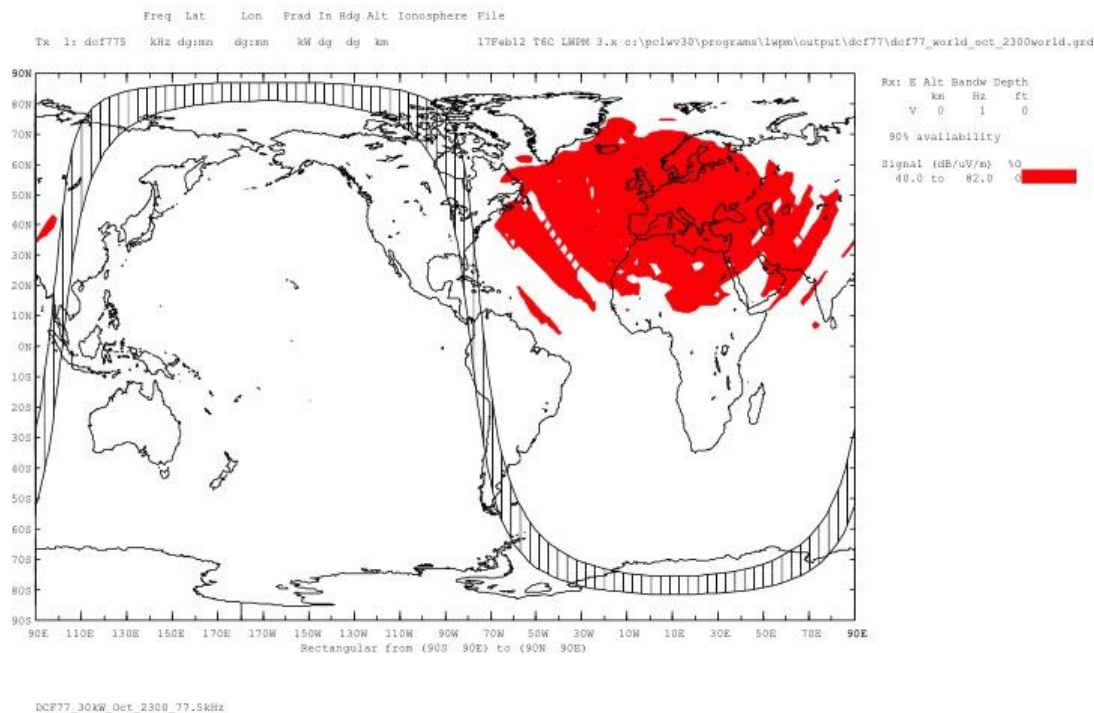 Freq Lat Lon Prad In Hdg Alt Ionosphere File
Tx 1: dcf775 kHz dg:mn dg:mn kW dg dg km 17Feb12 T6C LWPM 3.x c:\pclwv30\programs\lwpm\output\dcf77\dcf77_world_oct_2300world.grd
Rx: E Alt Bandw Depth
km Hz ft
V 0 1 0
90% availability
Signal (dB/uV/m) %O
40.0 to 82.0 0
90N
80N
70N
60N
50N
40N
30N
20N
10N
0N
10S
20S
30S
40S
50S
60S
70S
80S
90S
90E 110E 130E 150E 170E 170W 150W 130W 110W 90W 70W 50W 30W 10W 10E 30E 50E 70E 90E
Rectangular from (90S 90E) to (90N 90E)
DCF77_30kW_Oct_2300_77.5kHz